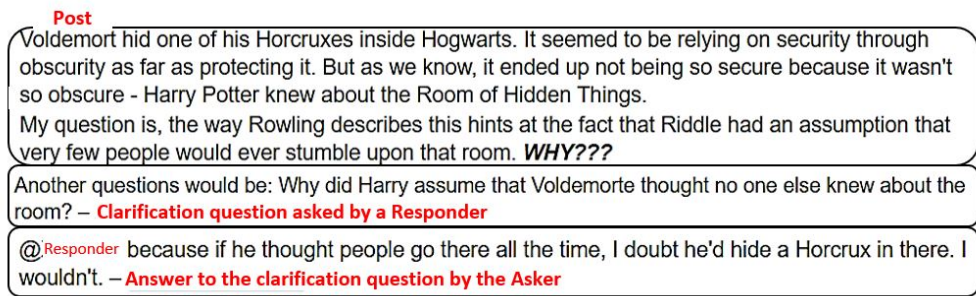 Post
Voldemort hid one of his Horcruxes inside Hogwarts. It seemed to be relying on security through
obscurity as far as protecting it. But as we know, it ended up not being so secure because it wasn't
so obscure - Harry Potter knew about the Room of Hidden Things.
My question is, the way Rowling describes this hints at the fact that Riddle had an assumption that
very few people would ever stumble upon that room. WHY???
Another questions would be: Why did Harry assume that Voldemorte thought no one else knew about the
room? – Clarification question asked by a Responder
@Responder because if he thought people go there all the time, I doubt he'd hide a Horcrux in there. I
wouldn't. – Answer to the clarification question by the Asker